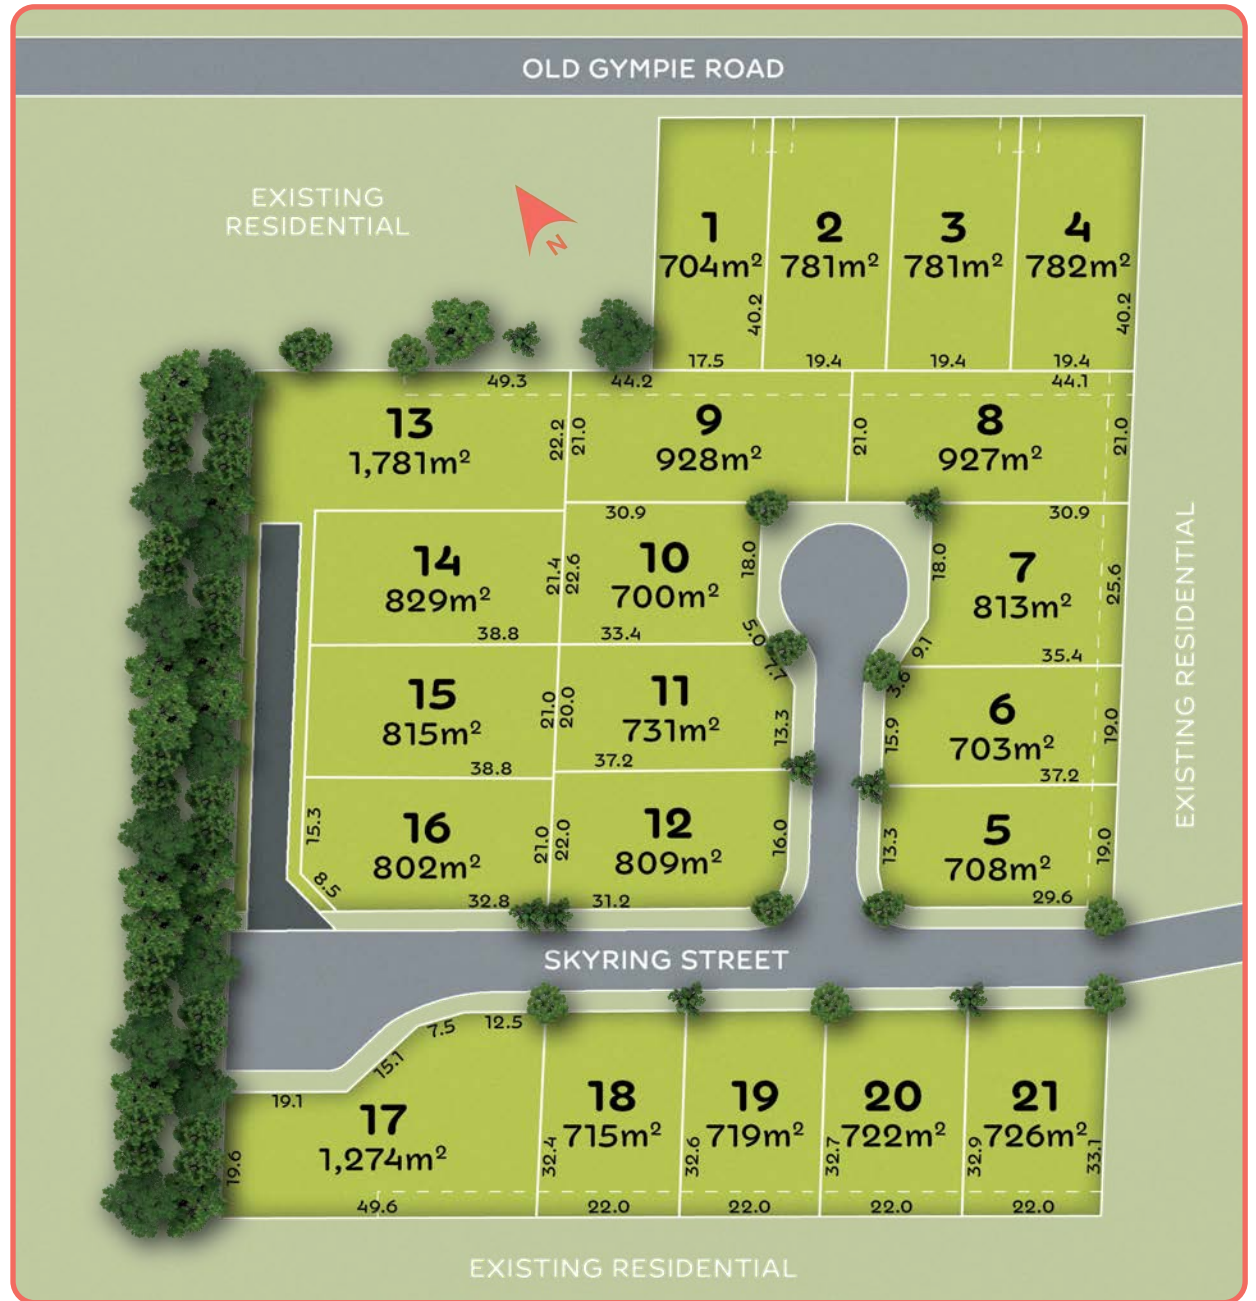 OLD GYMPIE ROAD
EXISTING
RESIDENTIAL
N
1
704m²
40.2
17.5
2
781m²
19.4
3
781m²
19.4
4
782m²
40.2
19.4
49.3
13
1,781m²
22.2
44.2
21.0
9
928m²
21.0
44.1
8
927m²
21.0
14
829m²
21.4
38.8
30.9
10
700m²
22.6
18.0
33.4
5.0
30.9
7
813m²
18.0
25.6
9.1
35.4
15
815m²
21.0
38.8
11
731m²
20.0
7.7
13.3
37.2
3.6
6
703m²
15.9
19.0
37.2
16
802m²
15.3
8.5
21.0
32.8
12
809m²
22.0
16.0
31.2
5
708m²
13.3
19.0
29.6
EXISTING RESIDENTIAL
SKYRING STREET
19.1
15.1
7.5
12.5
17
1,274m²
19.6
49.6
18
715m²
32.4
22.0
19
719m²
32.6
22.0
20
722m²
32.7
22.0
21
726m²
32.9
33.1
22.0
EXISTING RESIDENTIAL